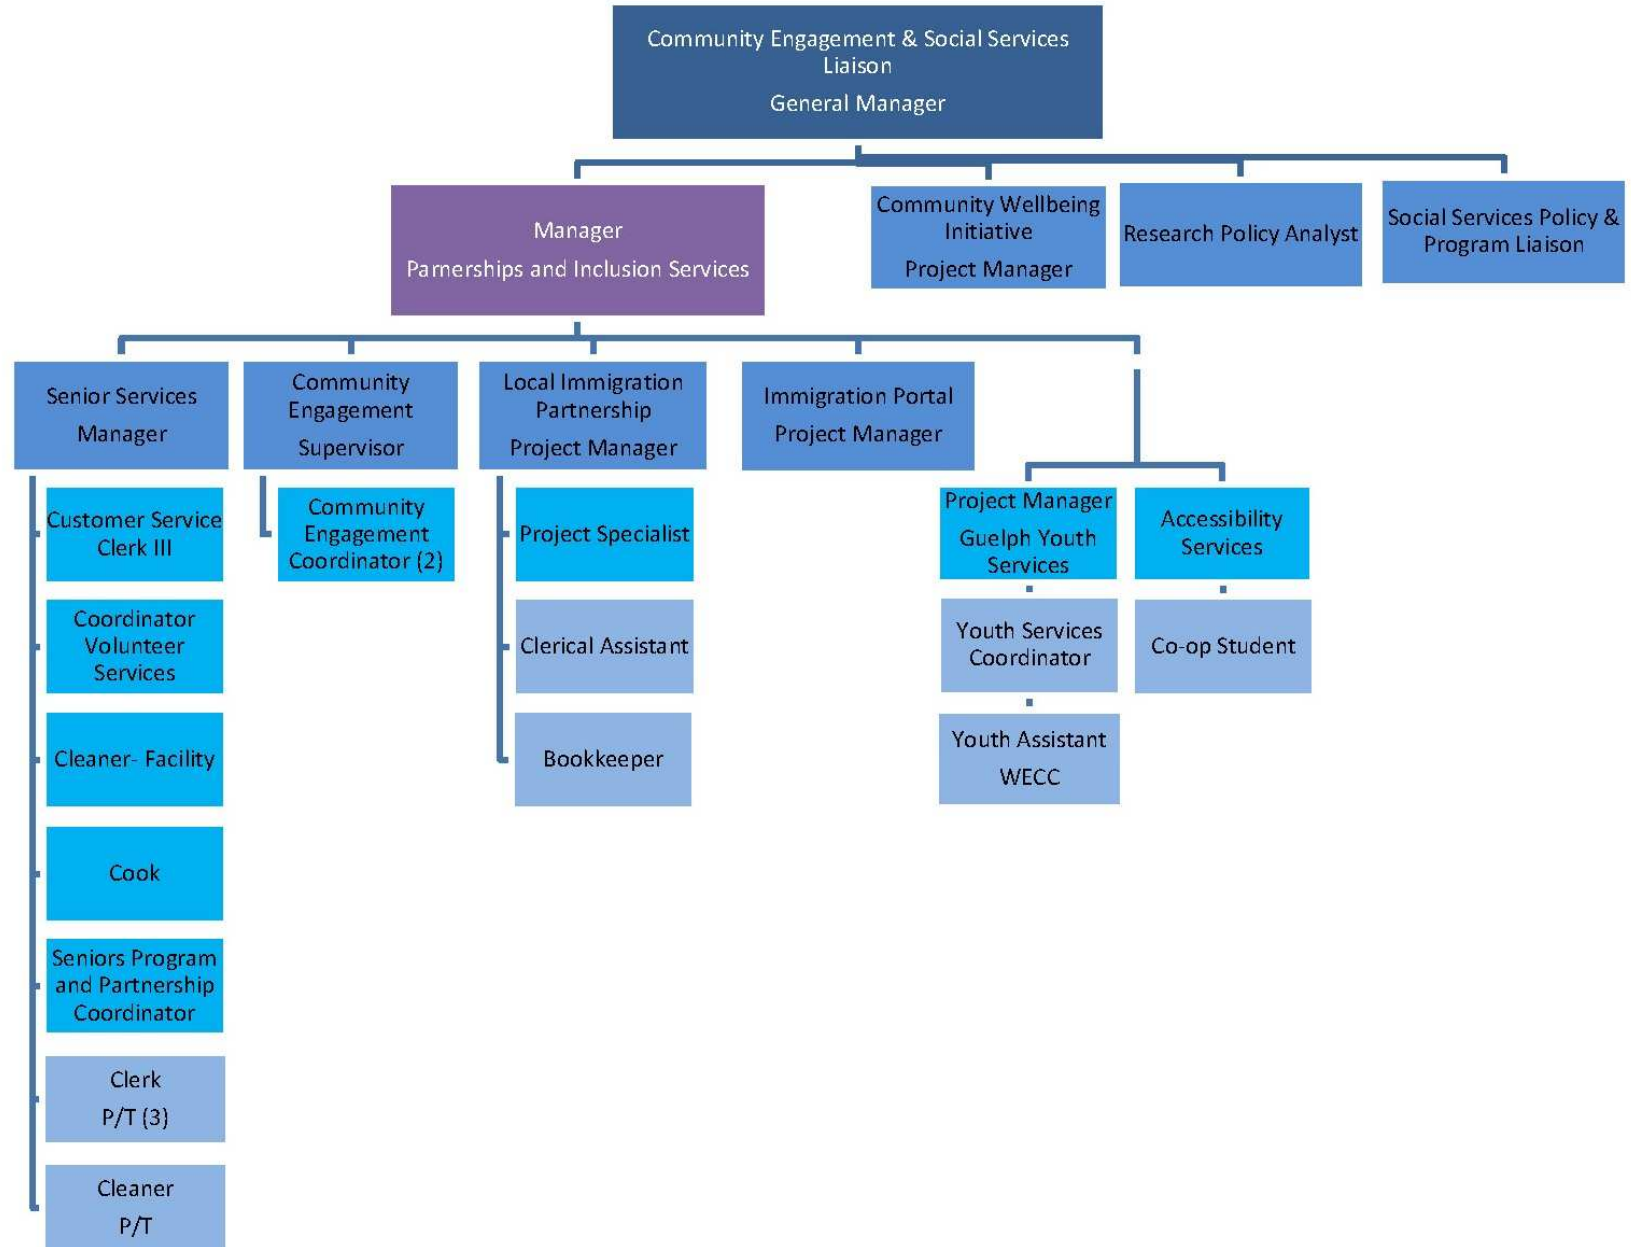 Community Engagement & Social Services
Liaison
General Manager
Manager
Parnerships and Inclusion Services
Community Wellbeing
Initiative
Project Manager
Research Policy Analyst
Social Services Policy &
Program Liaison
Senior Services
Manager
Community
Engagement
Supervisor
Local Immigration
Partnership
Project Manager
Immigration Portal
Project Manager
Customer Service
Clerk III
Coordinator
Volunteer
Services
Cleaner- Facility
Cook
Seniors Program
and Partnership
Coordinator
Clerk
P/T (3)
Cleaner
P/T
Community
Engagement
Coordinator (2)
Project Specialist
Clerical Assistant
Bookkeeper
Project Manager
Guelph Youth
Services
Youth Services
Coordinator
Youth Assistant
WECC
Accessibility
Services
Co-op Student